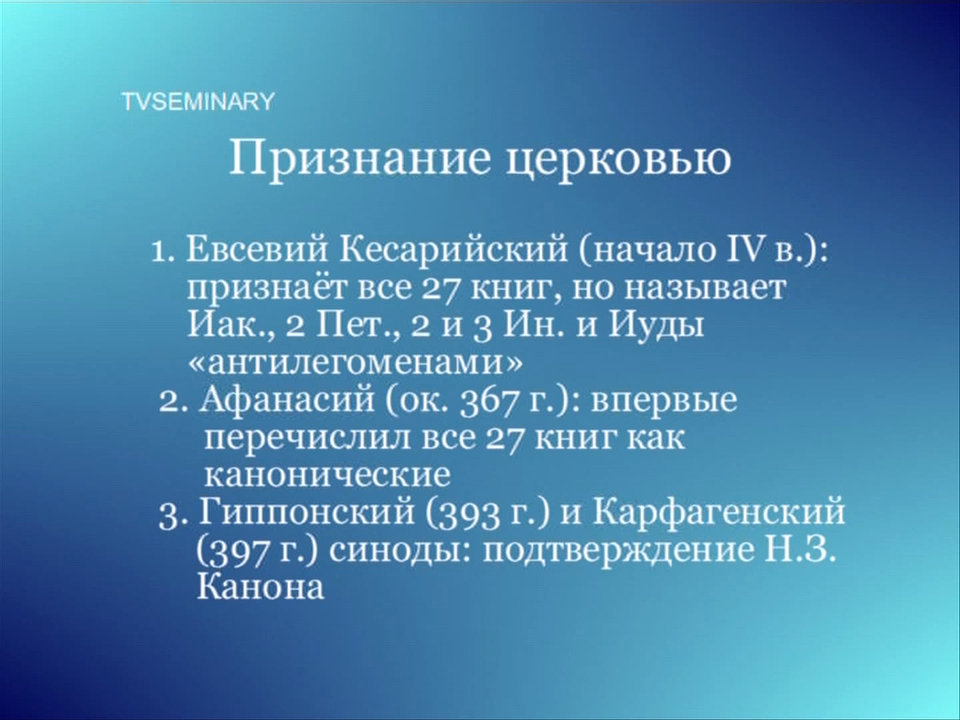 TVSEMINARY
Признание церковью
1. Евсевий Кесарийский (начало IV в.):
признаёт все 27 книг, но называет
Иак., 2 Пет., 2 и 3 Ин. и Иуды
«антилегоменами»
2. Афанасий (ок. 367 г.): впервые
перечислил все 27 книг как
канонические
3. Гиппонский (393 г.) и Карфагенский
(397 г.) синоды: подтверждение Н.З.
Канона